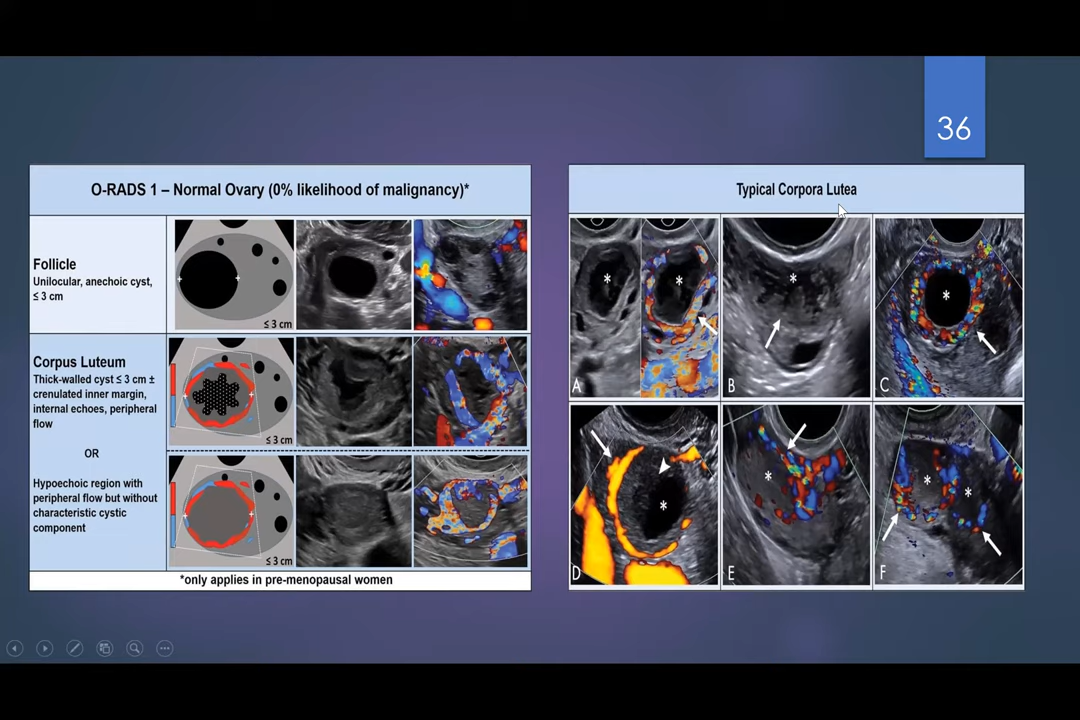 36
O-RADS 1 – Normal Ovary (0% likelihood of malignancy)*
Follicle
Unilocular, anechoic cyst,
≤ 3 cm
≤ 3 cm
Corpus Luteum
Thick-walled cyst ≤ 3 cm ±
crenulated inner margin,
internal echoes, peripheral
flow
≤ 3 cm
OR
Hypoechoic region with
peripheral flow but without
characteristic cystic
component
≤ 3 cm
*only applies in pre-menopausal women
Typical Corpora Lutea
A
B
C
D
E
F